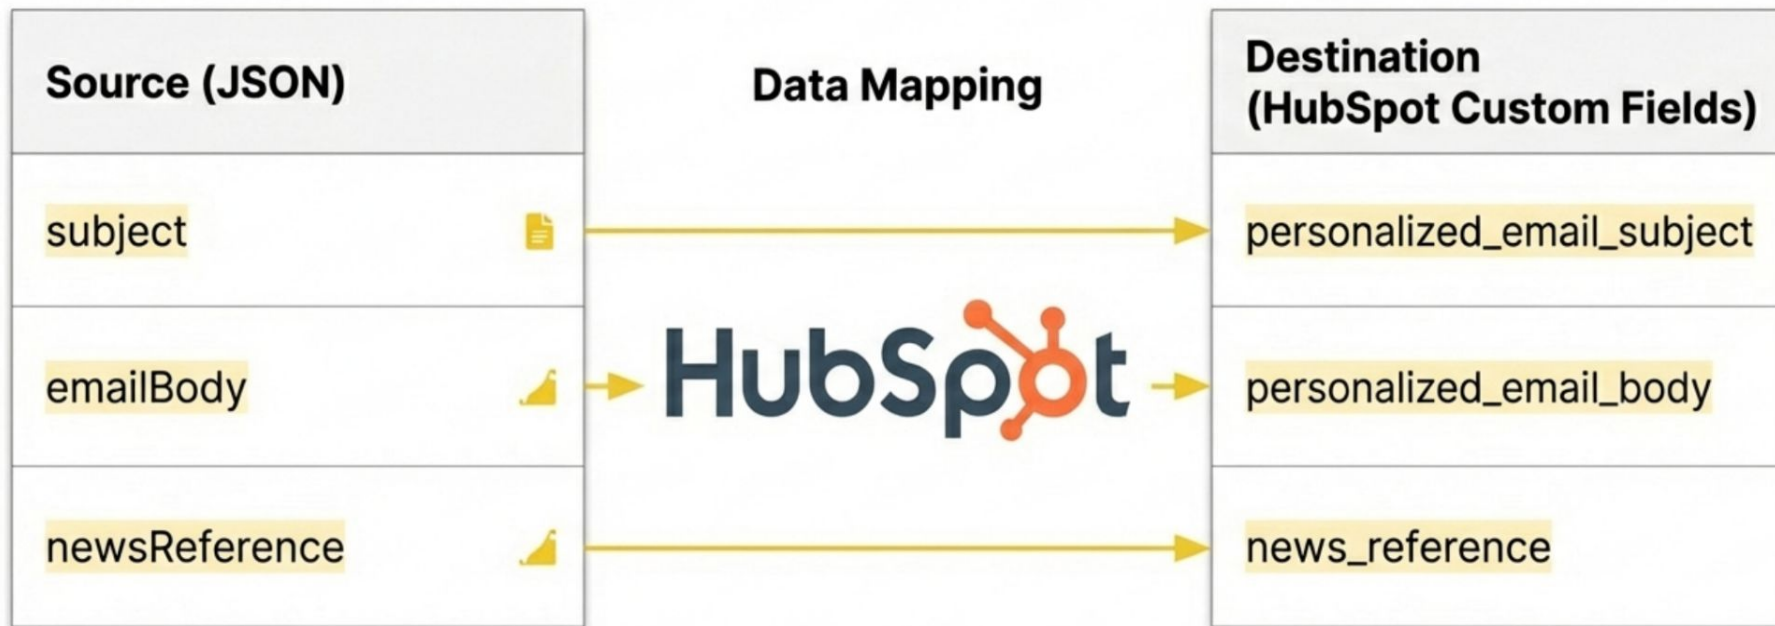 Source (JSON)
Data Mapping
Destination
(HubSpot Custom Fields)
subject
personalized_email_subject
emailBody
HubSpot
personalized_email_body
newsReference
news_reference